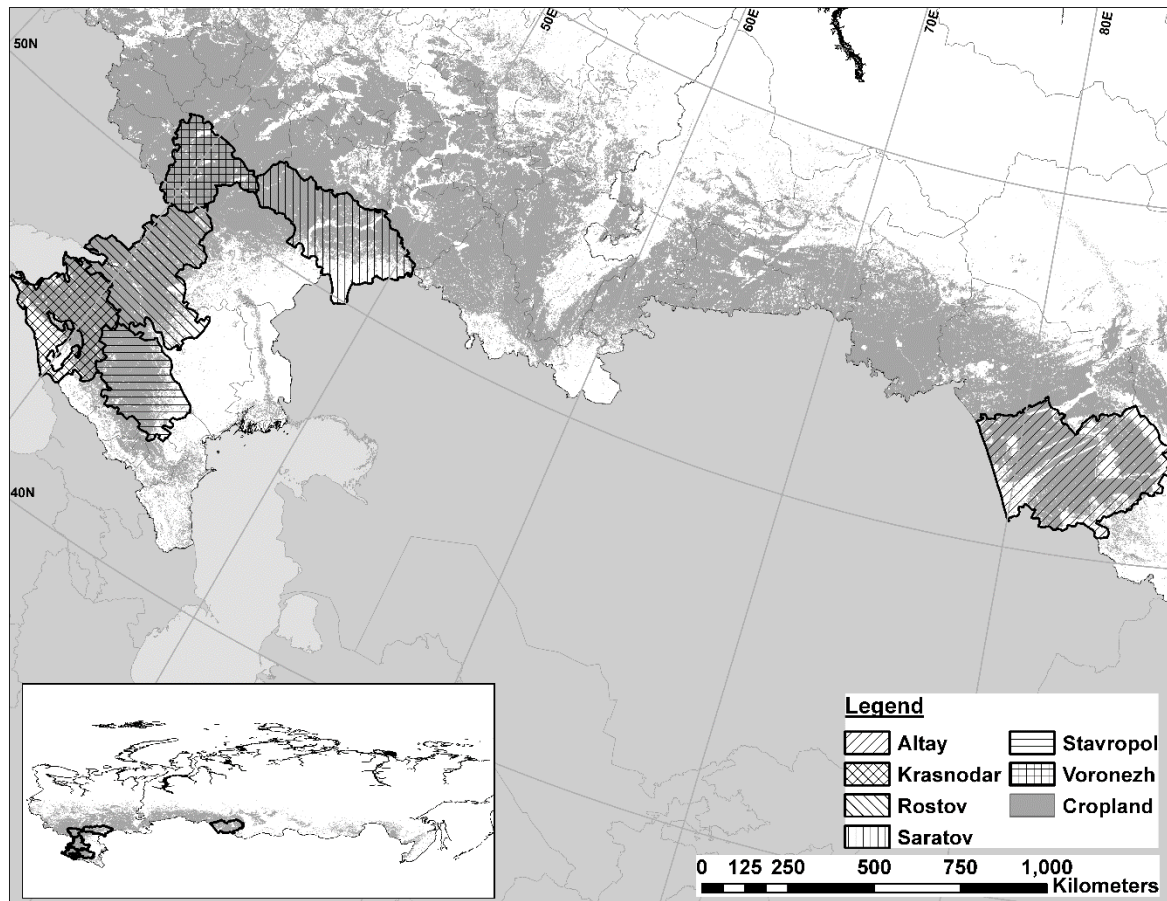 50N
50E
60E
70E
80E
40N
Legend
Altay
Krasnodar
Rostov
Saratov
Stavropol
Voronezh
Cropland
0 125 250 500 750 1,000
Kilometers